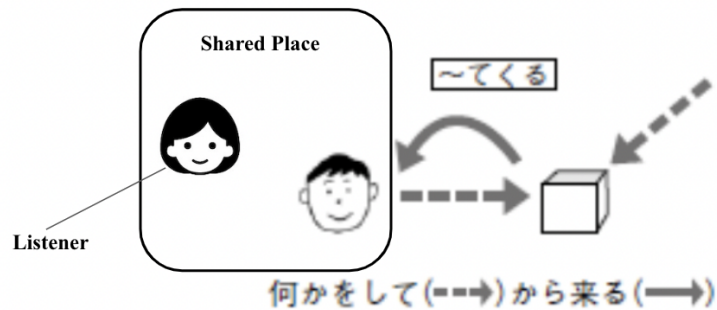 Shared Place
～てくる
Listener
何かをして(--→)から来る(→)